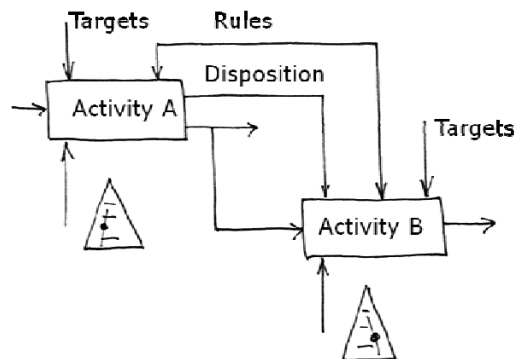 Targets
Rules
Disposition
Activity A
Targets
Activity B